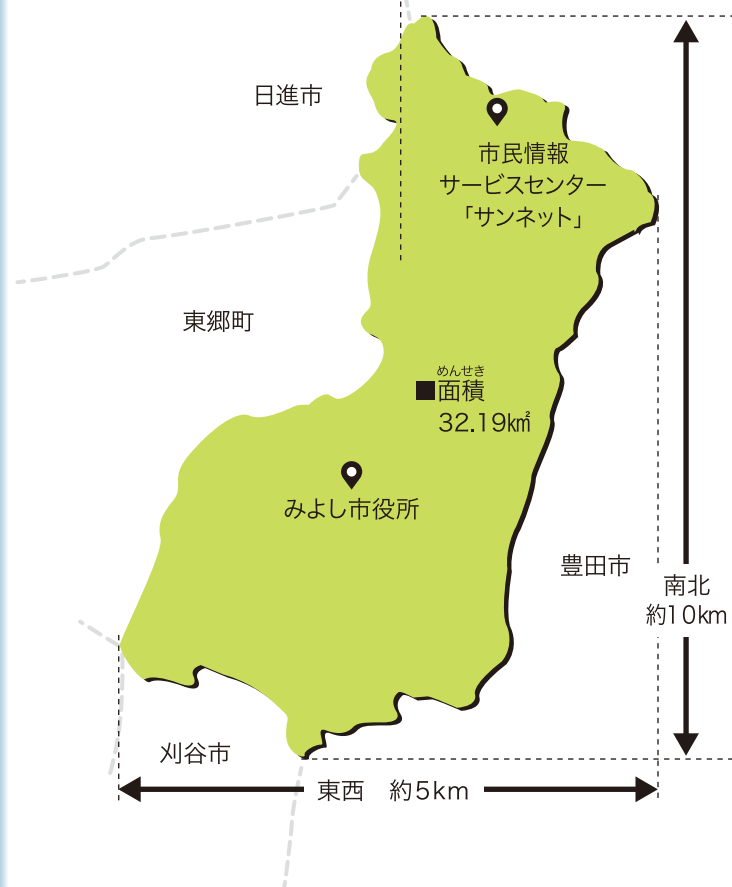 日進市
市民情報
サービスセンター
「サンネット」
東郷町
めんせき
■面積
32.19k㎡
みよし市役所
豊田市
南北
約10km
刈谷市
東西　約5km